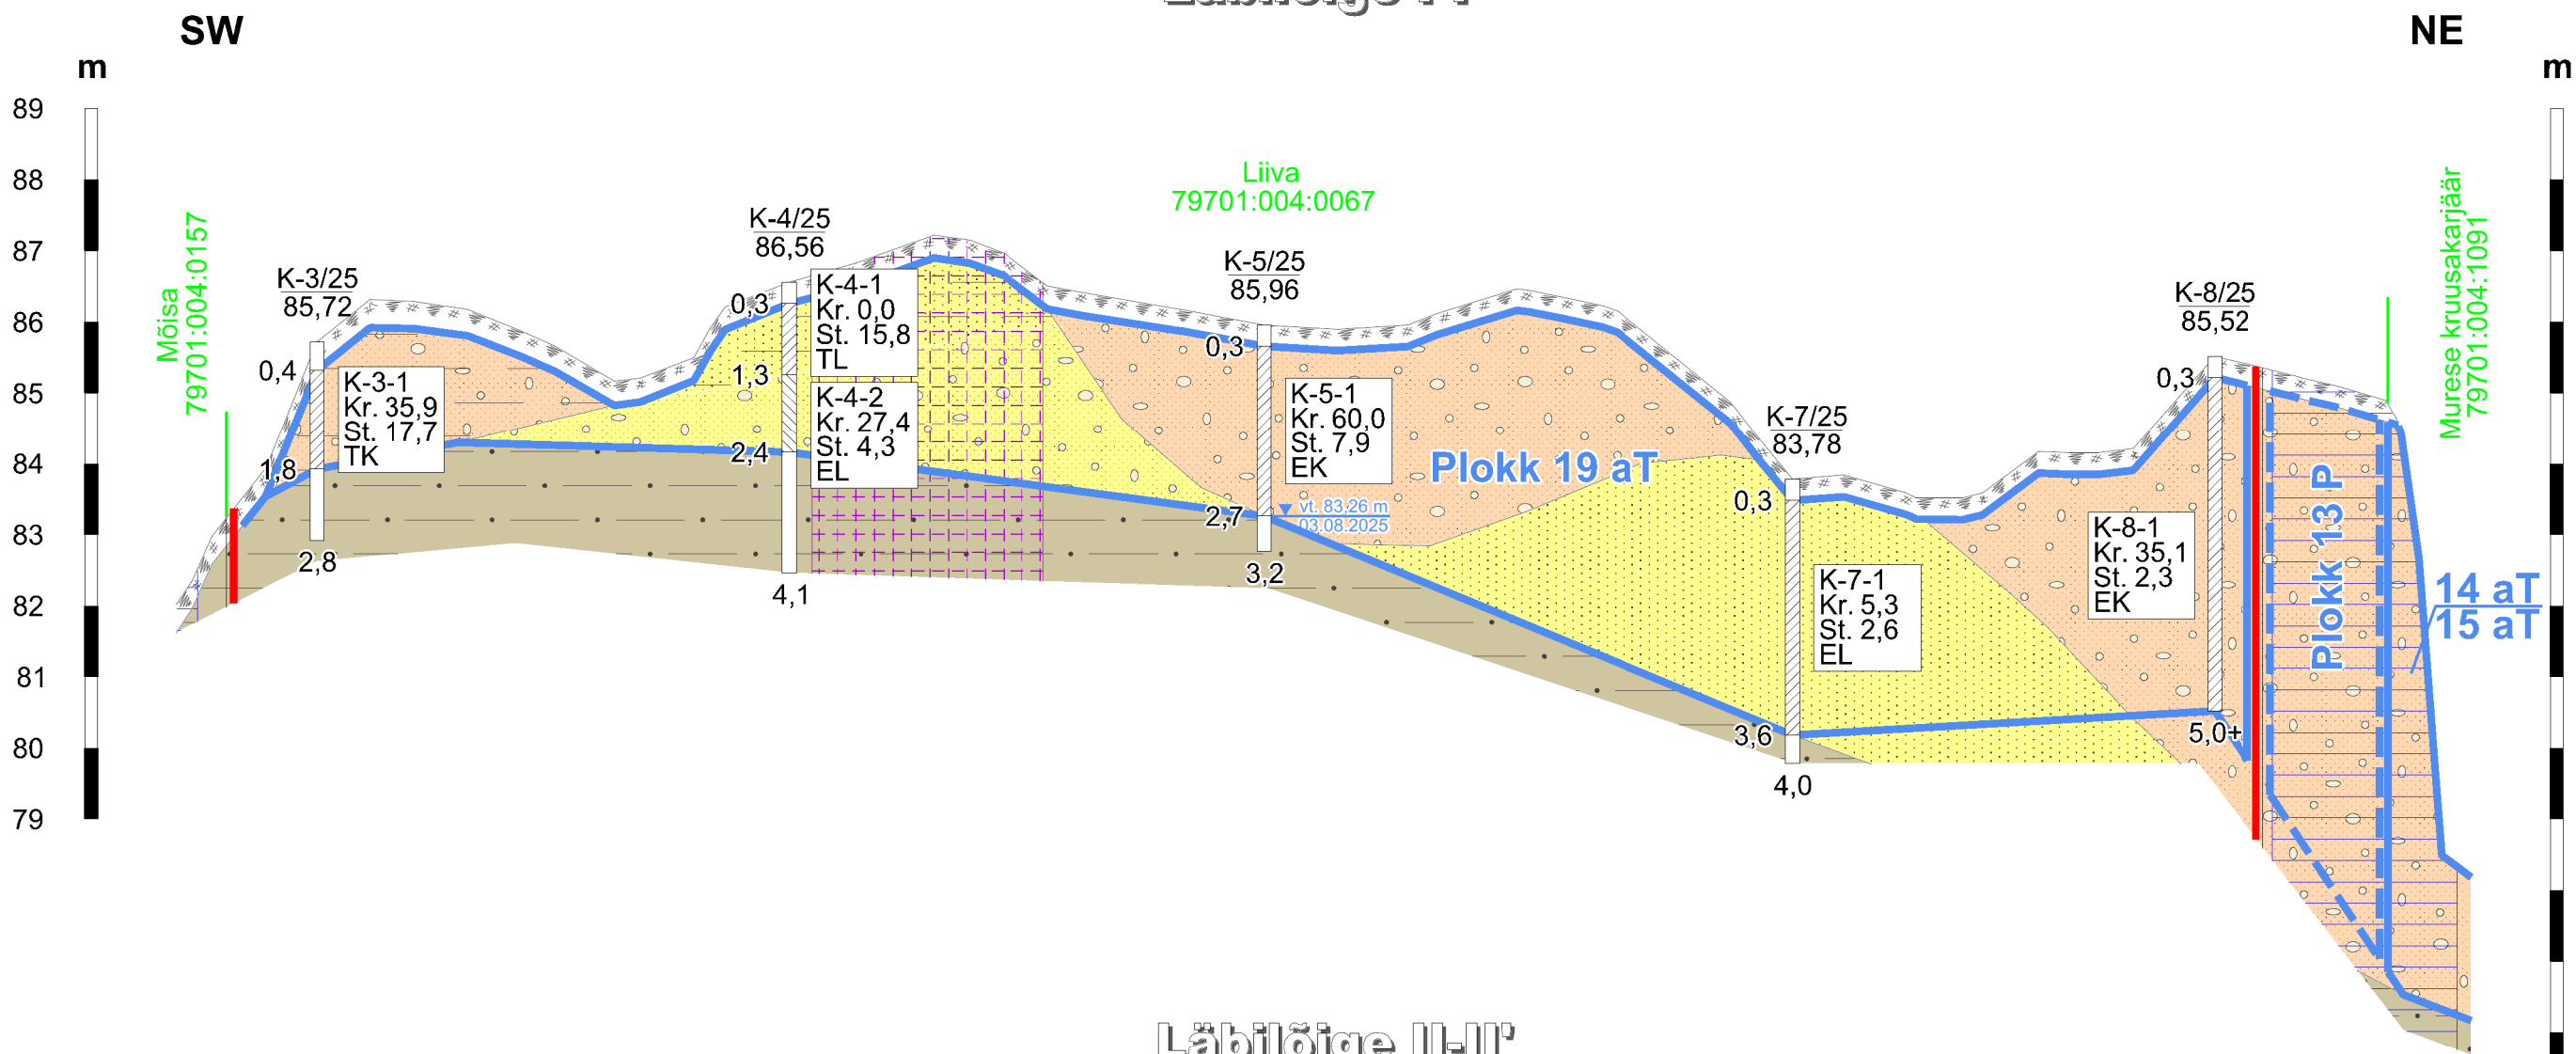 SW
NE
m
m
89
88
87
86
85
84
83
82
81
80
79
Mõisa
79701:004:0157
K-3/25
85,72
0,4
1,8
2,8
K-3-1
Kr. 35,9
St. 17,7
TK
K-4/25
86,56
0,3
1,3
2,4
4,1
K-4-1
Kr. 0,0
St. 15,8
TL
K-4-2
Kr. 27,4
St. 4,3
EL
Liiva
79701:004:0067
K-5/25
85,96
0,3
2,7
3,2
K-5-1
Kr. 60,0
St. 7,9
EK
vt. 83,26 m
03.08.2025
Plokk 19 aT
K-7/25
83,78
0,3
3,6
4,0
K-7-1
Kr. 5,3
St. 2,6
EL
K-8/25
85,52
0,3
5,0+
K-8-1
Kr. 35,1
St. 2,3
EK
Plokk 13 P
14 aT
15 aT
Murese kruusakarjäär
79701:004:1091
Läbilõige II-II'